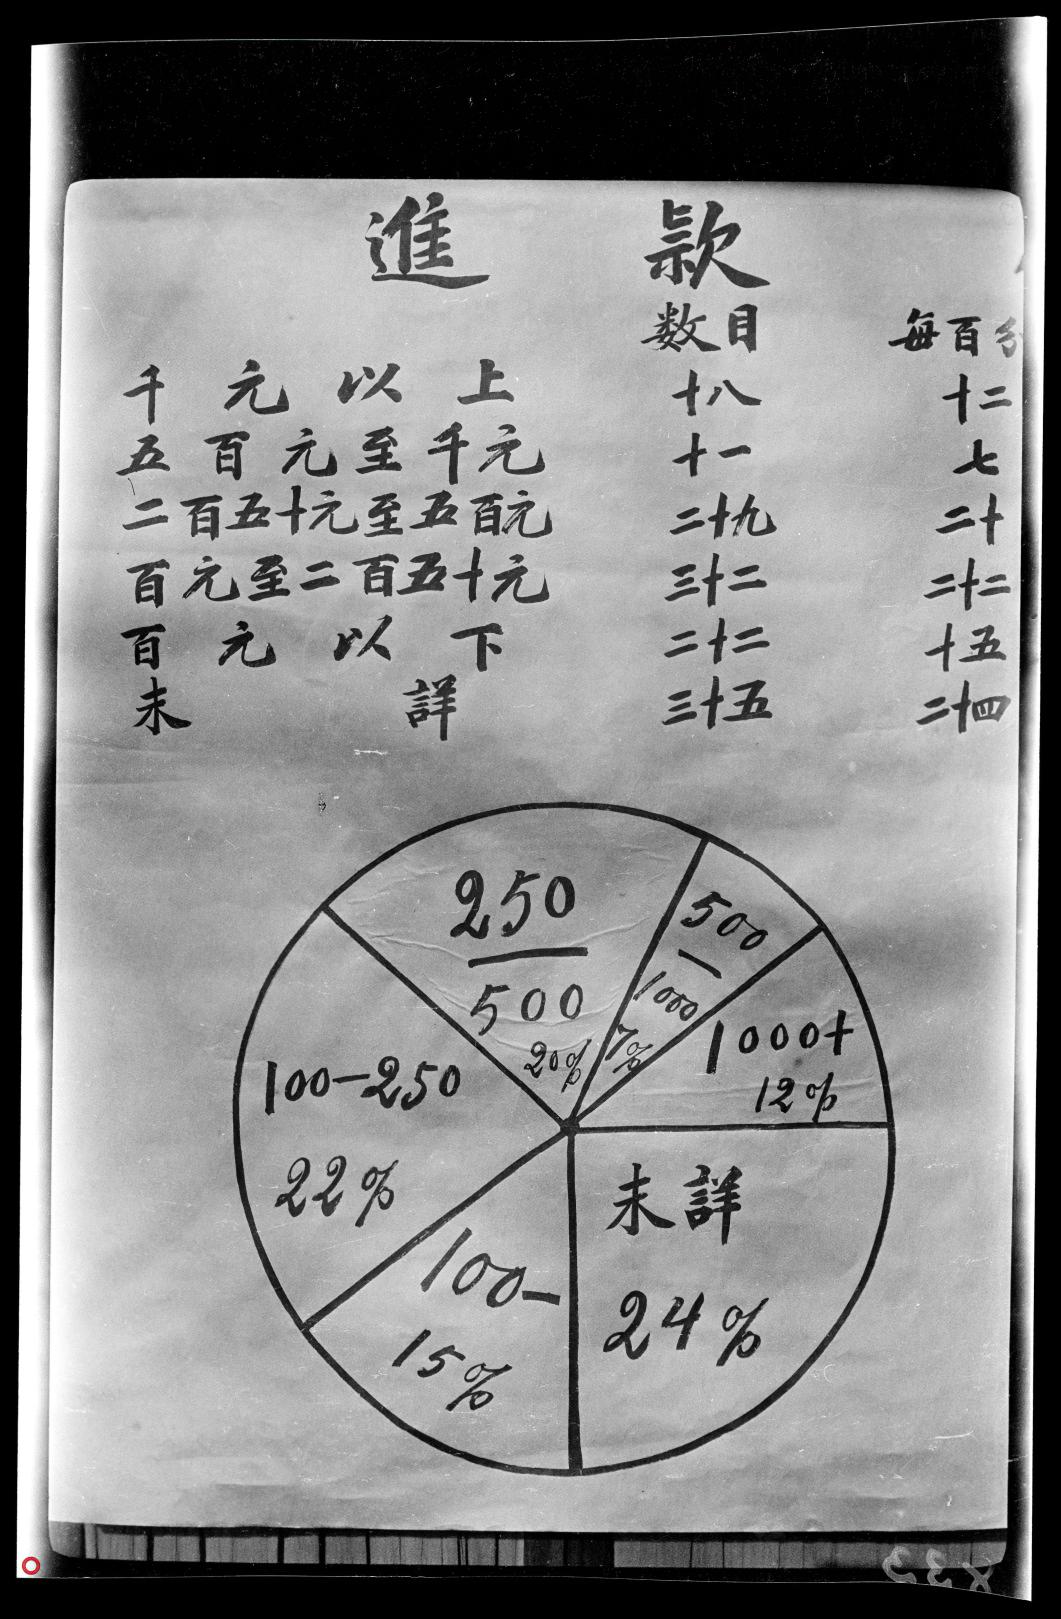 進款
数目 每百分
千元以上 十八 十二
五百元至千元 十一 七
二百五十元至五百元 二十九 二十
百元至二百五十元 三十二 二十二
百元以下 二十二 十五
未詳 三十五 二十四
250
500
20%
500
1000
7%
1000+
12%
100-250
22%
100-
15%
未詳
24%